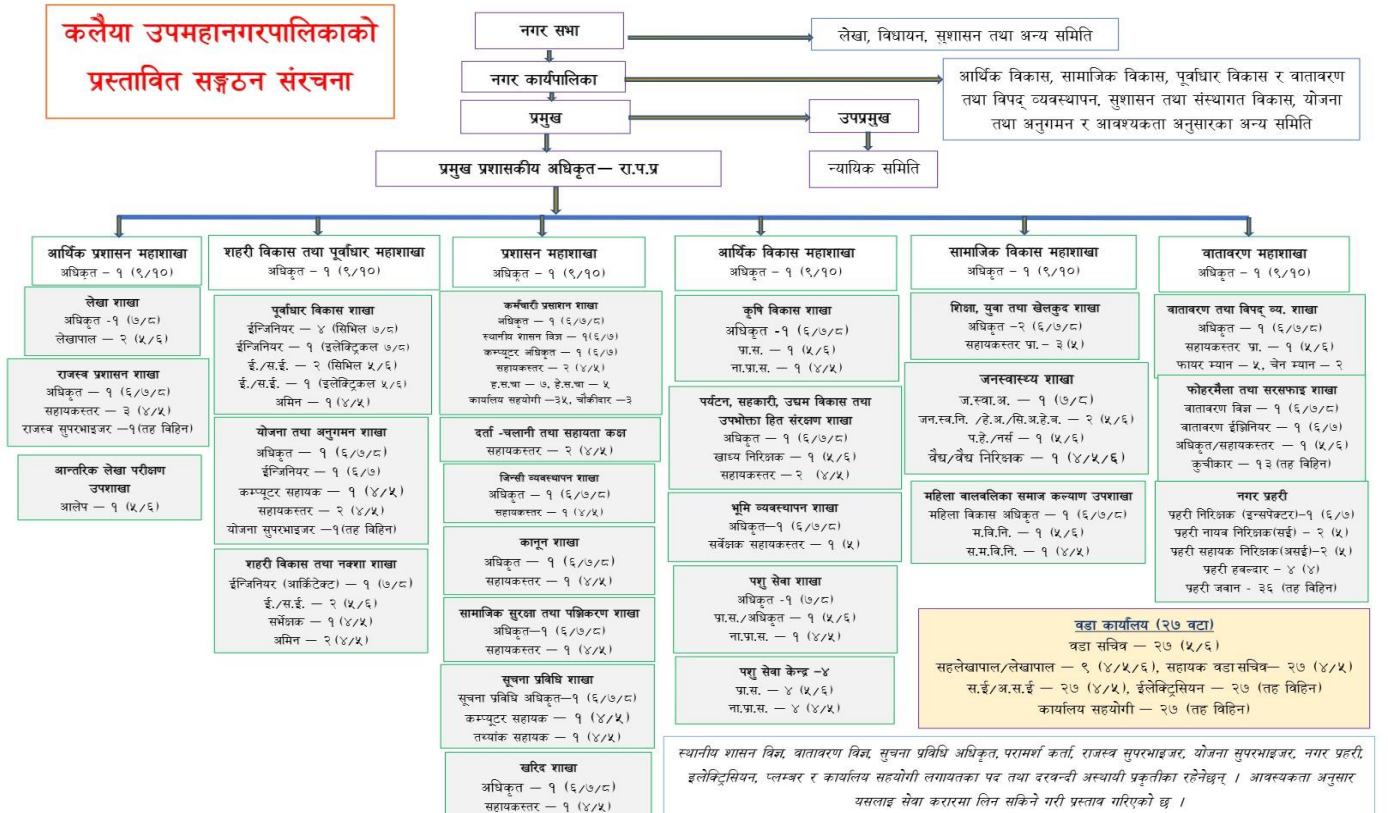 कलैया उपमहानगरपालिकाको
प्रस्तावित सङ्गठन संरचना
नगर सभा
लेखा, विधायन, सुशासन तथा अन्य समिति
नगर कार्यपालिका
आर्थिक विकास, सामाजिक विकास, पूर्वाधार विकास र वातावरण
तथा विपद् व्यवस्थापन, सुशासन तथा संस्थागत विकास, योजना
तथा अनुगमन र आवश्यकता अनुसारका अन्य समिति
प्रमुख
उपप्रमुख
प्रमुख प्रशासकीय अधिकृत— रा.प.प्र
न्यायिक समिति
आर्थिक प्रशासन महाशाखा
अधिकृत - १ (९/१०)
लेखा शाखा
अधिकृत -१ (७/८)
लेखापाल — २ (५/६)
राजस्व प्रशासन शाखा
अधिकृत — १ (६/७/८)
सहायकस्तर — ३ (४/५)
राजस्व सुपरभाइजर —१(तह विहिन)
आन्तरिक लेखा परीक्षण
उपशाखा
आलेप — १ (५/६)
शहरी विकास तथा पूर्वाधार महाशाखा
अधिकृत - १ (९/१०)
पूर्वाधार विकास शाखा
ईन्जिनियर — ४ (सिभिल ७/८)
ईन्जिनियर — १ (इलेक्ट्रिकल ७/८)
ई./स.ई. — २ (सिभिल ५/६)
ई./स.ई. — १ (इलेक्ट्रिकल ५/६)
अमिन — १ (४/५)
योजना तथा अनुगमन शाखा
अधिकृत — १ (६/७/८)
ईन्जिनियर — १ (६/७)
कम्प्यूटर सहायक — १ (४/५)
सहायकस्तर — २ (४/५)
योजना सुपरभाइजर —१(तह विहिन)
शहरी विकास तथा नक्शा शाखा
ईन्जिनियर (आर्किटेक्ट) — १ (७/८)
ई./स.ई. — २ (५/६)
सर्भेक्षक — १ (४/५)
अमिन — २ (४/५)
प्रशासन महाशाखा
अधिकृत - १ (९/१०)
कर्मचारी प्रसाशन शाखा
अधिकृत — १ (६/७/८)
स्थानीय शासन विज्ञ — १(६/७)
कम्प्यूटर अधिकृत — १ (६/७)
सहायकस्तर — २ (४/५)
ह.स.चा — ७, हे.स.चा — ५
कार्यालय सहयोगी —३५, चौकीदार —३
दर्ता -चलानी तथा सहायता कक्ष
सहायकस्तर — २ (४/५)
जिन्सी व्यवस्थापन शाखा
अधिकृत — १ (६/७/८)
सहायकस्तर — १ (४/५)
कानून शाखा
अधिकृत — १ (६/७/८)
सहायकस्तर — १ (४/५)
सामाजिक सुरक्षा तथा पञ्जिकरण शाखा
अधिकृत—१ (६/७/८)
सहायकस्तर — १ (४/५)
सूचना प्रविधि शाखा
सूचना प्रविधि अधिकृत—१ (६/७/८)
कम्प्यूटर सहायक — १ (४/५)
तथ्यांक सहायक — १ (४/५)
खरिद शाखा
अधिकृत — १ (६/७/८)
सहायकस्तर — १ (४/५)
आर्थिक विकास महाशाखा
अधिकृत - १ (९/१०)
कृषि विकास शाखा
अधिकृत -१ (६/७/८)
प्रा.स. — १ (५/६)
ना.प्रा.स. — १ (४/५)
पर्यटन, सहकारी, उद्यम विकास तथा
उपभोक्ता हित संरक्षण शाखा
अधिकृत — १ (६/७/८)
खाद्य निरिक्षक — १ (५/६)
सहायकस्तर — २ (४/५)
भूमि व्यवस्थापन शाखा
अधिकृत—१ (६/७/८)
सर्वेक्षक सहायकस्तर — १ (५)
पशु सेवा शाखा
अधिकृत -१ (७/८)
प्रा.स./अधिकृत — १ (५/६)
ना.प्रा.स. — १ (४/५)
पशु सेवा केन्द्र -४
प्रा.स. — ४ (५/६)
ना.प्रा.स. — ४ (४/५)
सामाजिक विकास महाशाखा
अधिकृत - १ (९/१०)
शिक्षा, युवा तथा खेलकुद शाखा
अधिकृत -२ (६/७/८)
सहायकस्तर प्रा.- ३ (५)
जनस्वास्थ्य शाखा
ज.स्वा.अ. — १ (७/८)
जन.स्व.नि. /हे.अ./सि.अ.हे.ब. — २ (५/६)
प.हे./नर्स — १ (५/६)
वैद्य/वैद्य निरिक्षक — १ (४/५/६)
महिला वालवलिका समाज कल्याण उपशाखा
महिला विकास अधिकृत — १ (६/७/८)
म.वि.नि. — १ (५/६)
स.म.वि.नि. — १ (४/५)
वातावरण महाशाखा
अधिकृत - १ (९/१०)
वातावरण तथा विपद् व्य. शाखा
अधिकृत — १ (६/७/८)
सहायकस्तर प्रा. — १ (५/६)
फायर म्यान — ५, चेन म्यान — २
फोहरमैला तथा सरसफाइ शाखा
वातावरण विज्ञ — १ (६/७/८)
वातावरण ईञ्जिनियर — १ (६/७)
अधिकृत/सहायकस्तर — १ (५/६)
कुचीकार — १३ (तह विहिन)
नगर प्रहरी
प्रहरी निरिक्षक (इन्सपेक्टर)-१ (६/७)
प्रहरी नायव निरिक्षक(सई) - २ (५)
प्रहरी सहायक निरिक्षक(असई)-२ (५)
प्रहरी हवल्दार - ४ (४)
प्रहरी जवान - ३६ (तह विहिन)
वडा कार्यालय (२७ वटा)
वडा सचिव — २७ (५/६)
सहलेखापाल/लेखापाल — ९ (४/५/६), सहायक वडा सचिव— २७ (४/५)
स.ई/अ.स.ई — २७ (४/५), ईलेक्ट्रिसियन — २७ (तह विहिन)
कार्यालय सहयोगी — २७ (तह विहिन)
स्थानीय शासन विज्ञ, वातावरण विज्ञ, सुचना प्रविधि अधिकृत, परामर्श कर्ता, राजस्व सुपरभाइजर, योजना सुपरभाइजर, नगर प्रहरी,
इलेक्ट्रिसियन, प्लम्बर र कार्यालय सहयोगी लगायतका पद तथा दरवन्दी अस्थायी प्रकृतीका रहेनेछन् । आवस्यकता अनुसार
यसलाइ सेवा करारमा लिन सकिने गरी प्रस्ताव गरिएको छ ।